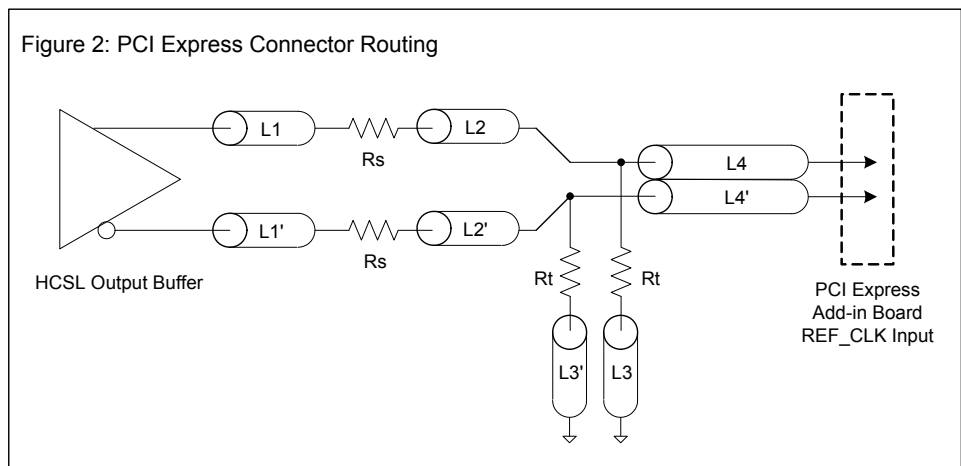 Figure 2: PCI Express Connector Routing
L1
Rs
L2
L4
L4'
L1'
Rs
L2'
HCSL Output Buffer
Rt
Rt
L3'
L3
PCI Express
Add-in Board
REF_CLK Input